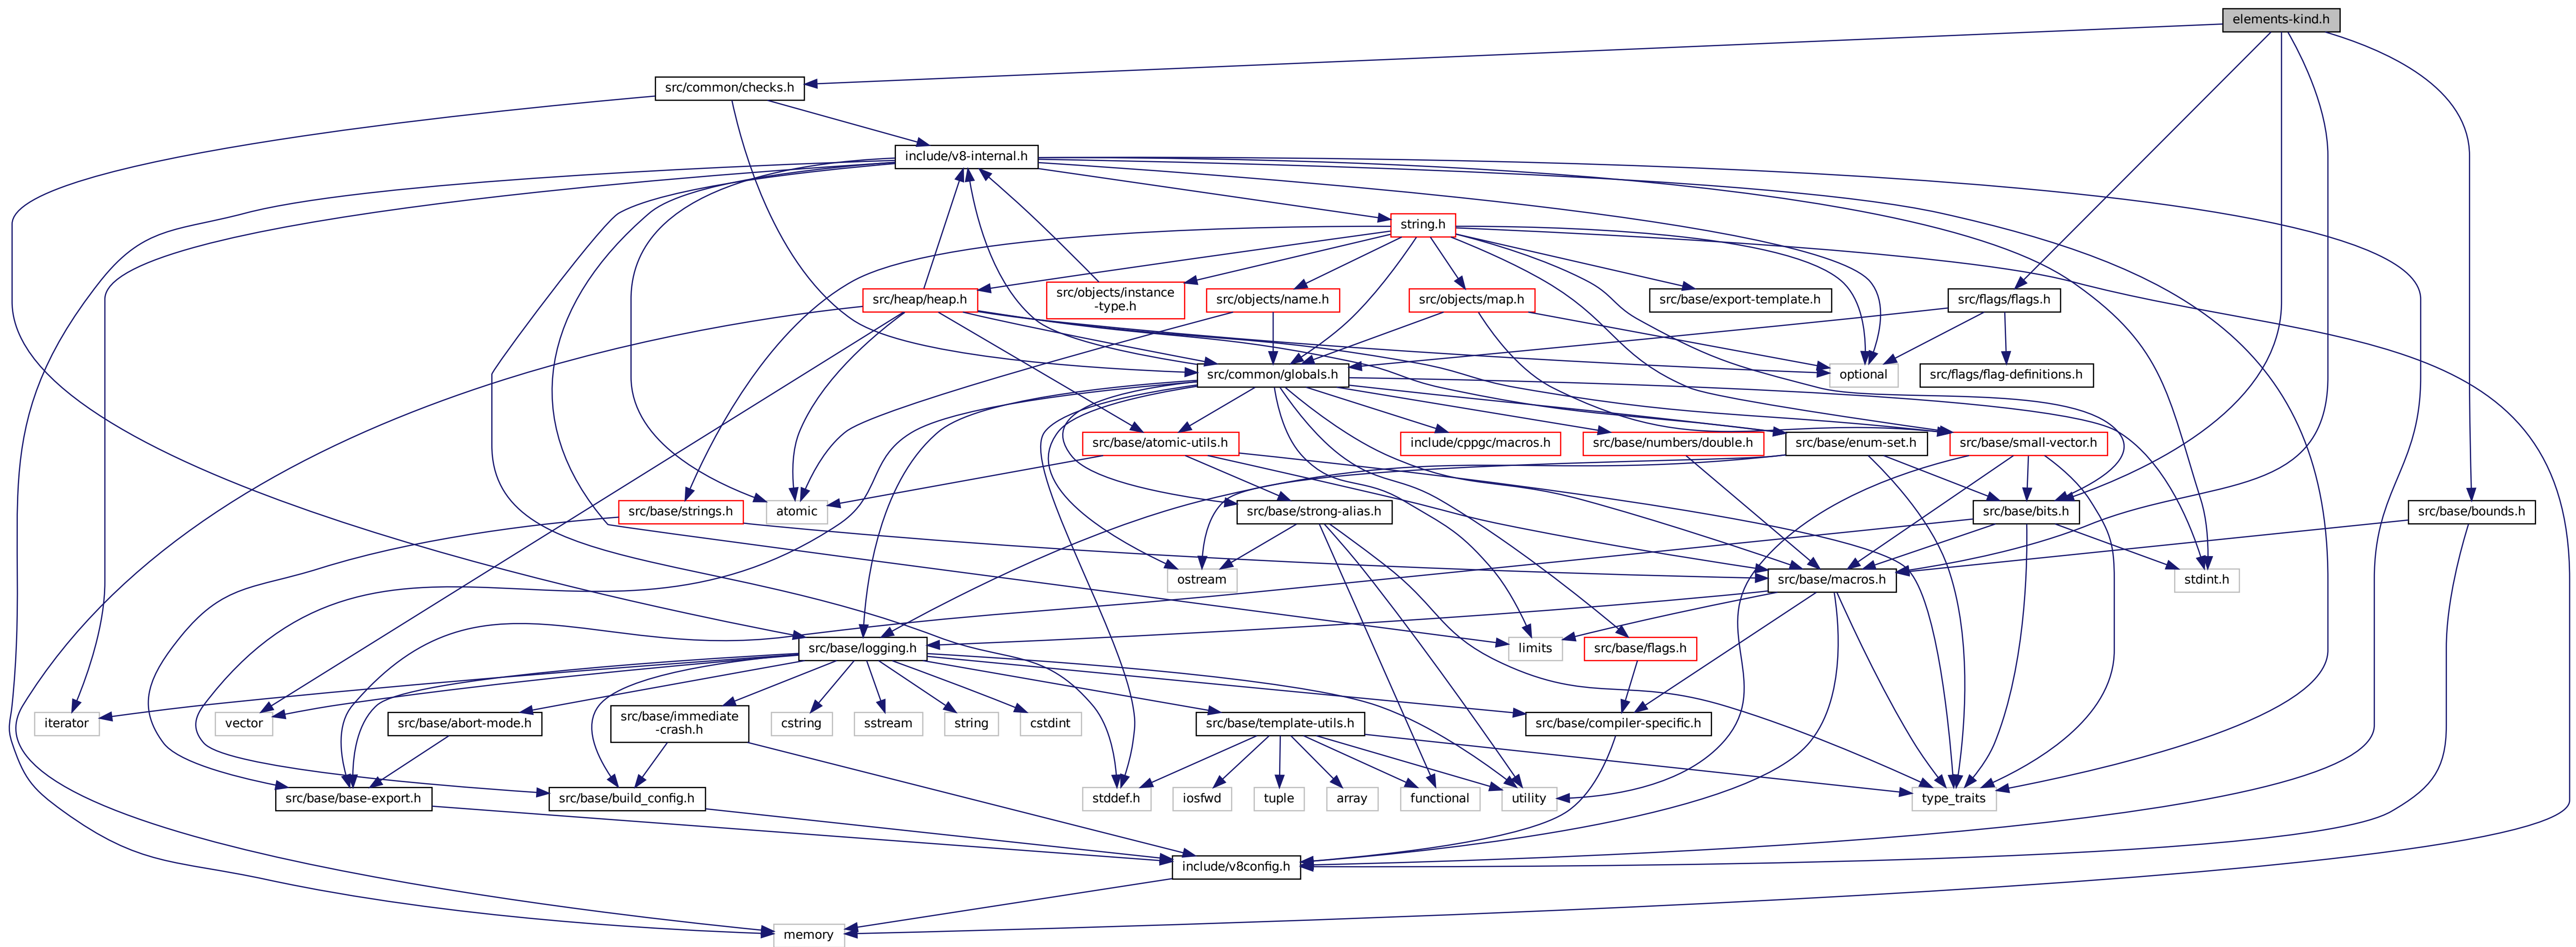 elements-kind.h
src/common/checks.h
include/v8-internal.h
string.h
src/heap/heap.h
src/objects/instance
-type.h
src/objects/name.h
src/objects/map.h
src/base/export-template.h
src/flags/flags.h
src/common/globals.h
optional
src/flags/flag-definitions.h
src/base/atomic-utils.h
include/cppgc/macros.h
src/base/numbers/double.h
src/base/enum-set.h
src/base/small-vector.h
src/base/strings.h
atomic
src/base/strong-alias.h
src/base/bits.h
src/base/bounds.h
ostream
src/base/macros.h
stdint.h
src/base/logging.h
limits
src/base/flags.h
iterator
vector
src/base/abort-mode.h
src/base/immediate
-crash.h
cstring
sstream
string
cstdint
src/base/template-utils.h
src/base/compiler-specific.h
src/base/base-export.h
src/base/build_config.h
stddef.h
iosfwd
tuple
array
functional
utility
type_traits
include/v8config.h
memory